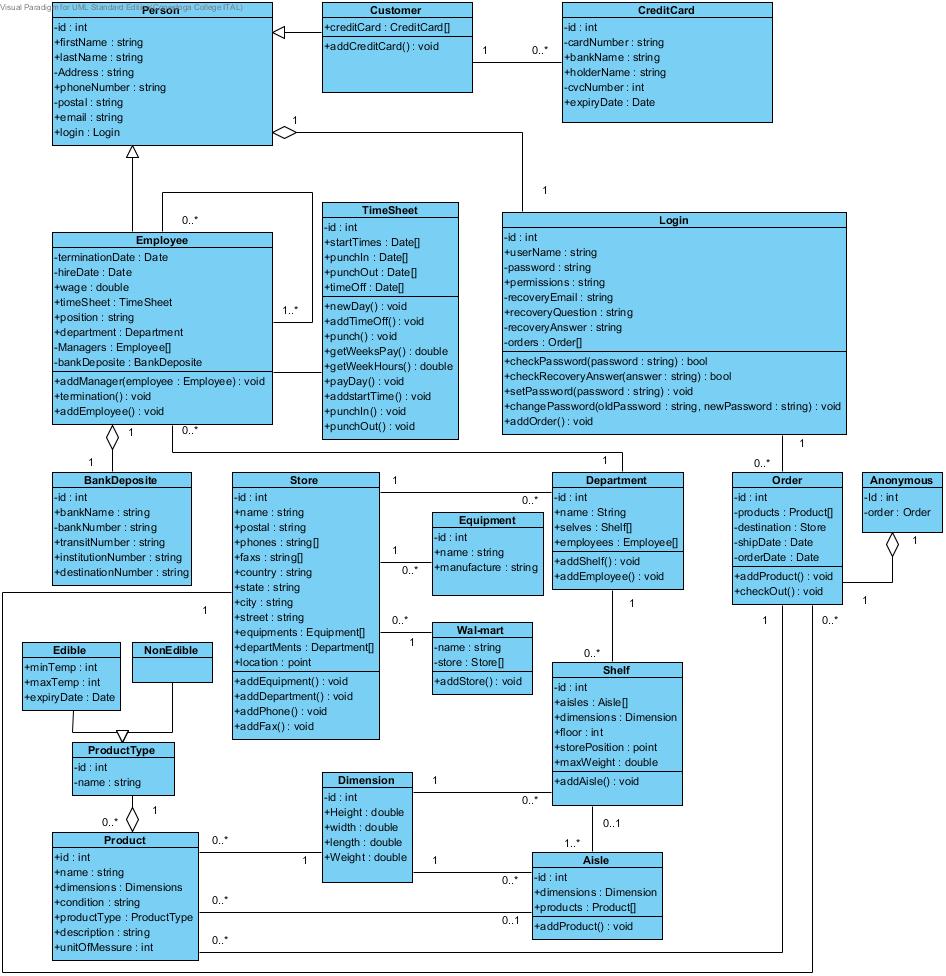 Visual Paradigm for UML Standard Edition(Conestoga College ITAL)
Person
-id : int
+firstName : string
+lastName : string
-Address : string
+phoneNumber : string
-postal : string
+email : string
+login : Login
Customer
+creditCard : CreditCard[]
+addCreditCard() : void
1
0..*
CreditCard
-id : int
-cardNumber : string
+bankName : string
+holderName : string
-cvcNumber : int
+expiryDate : Date
1
1
0..*
1..*
Employee
-terminationDate : Date
-hireDate : Date
+wage : double
+timeSheet : TimeSheet
+position : string
+department : Department
-Managers : Employee[]
-bankDeposite : BankDeposite
+addManager(employee : Employee) : void
+termination() : void
+addEmployee() : void
TimeSheet
-id : int
+startTimes : Date[]
+punchIn : Date[]
+punchOut : Date[]
+timeOff : Date[]
+newDay() : void
+addTimeOff() : void
+punch() : void
+getWeeksPay() : double
+getWeekHours() : double
+payDay() : void
+addstartTime() : void
+punchIn() : void
+punchOut() : void
Login
-id : int
+userName : string
-password : string
+permissions : string
-recoveryEmail : string
+recoveryQuestion : string
-recoveryAnswer : string
-orders : Order[]
+checkPassword(password : string) : bool
+checkRecoveryAnswer(answer : string) : bool
+setPassword(password : string) : void
+changePassword(oldPassword : string, newPassword : string) : void
+addOrder() : void
1
0..*
1
1
1
0..*
BankDeposite
-id : int
+bankName : string
-bankNumber : string
+transitNumber : string
+institutionNumber : string
+destinationNumber : string
Store
-id : int
+name : string
+postal : string
+phones : string[]
+faxs : string[]
+country : string
+state : string
+city : string
+street : string
+equipments : Equipment[]
+departMents : Department[]
+location : point
+addEquipment() : void
+addDepartment() : void
+addPhone() : void
+addFax() : void
1
0..*
Equipment
-id : int
+name : string
+manufacture : string
1
0..*
0..*
1
Wal-mart
-name : string
-store : Store[]
+addStore() : void
Department
-id : int
+name : String
+selves : Shelf[]
+employees : Employee[]
+addShelf() : void
+addEmployee() : void
Order
-id : int
-products : Product[]
-destination : Store
-shipDate : Date
-orderDate : Date
+addProduct() : void
+checkOut() : void
Anonymous
-Id : int
-order : Order
1
1
1
1
0..*
1
0..*
Edible
+minTemp : int
+maxTemp : int
+expiryDate : Date
NonEdible
Shelf
-id : int
+aisles : Aisle[]
+dimensions : Dimension
+floor : int
+storePosition : point
+maxWeight : double
+addAisle() : void
ProductType
-id : int
-name : string
1
0..*
Dimension
-id : int
+Height : double
+width : double
+length : double
+Weight : double
1
0..*
0..1
1..*
Product
+id : int
+name : string
+dimensions : Dimensions
+condition : string
+productType : ProductType
+description : string
+unitOfMessure : int
0..*
1
1
0..*
Aisle
-id : int
+dimensions : Dimension
+products : Product[]
+addProduct() : void
0..*
0..1
0..*